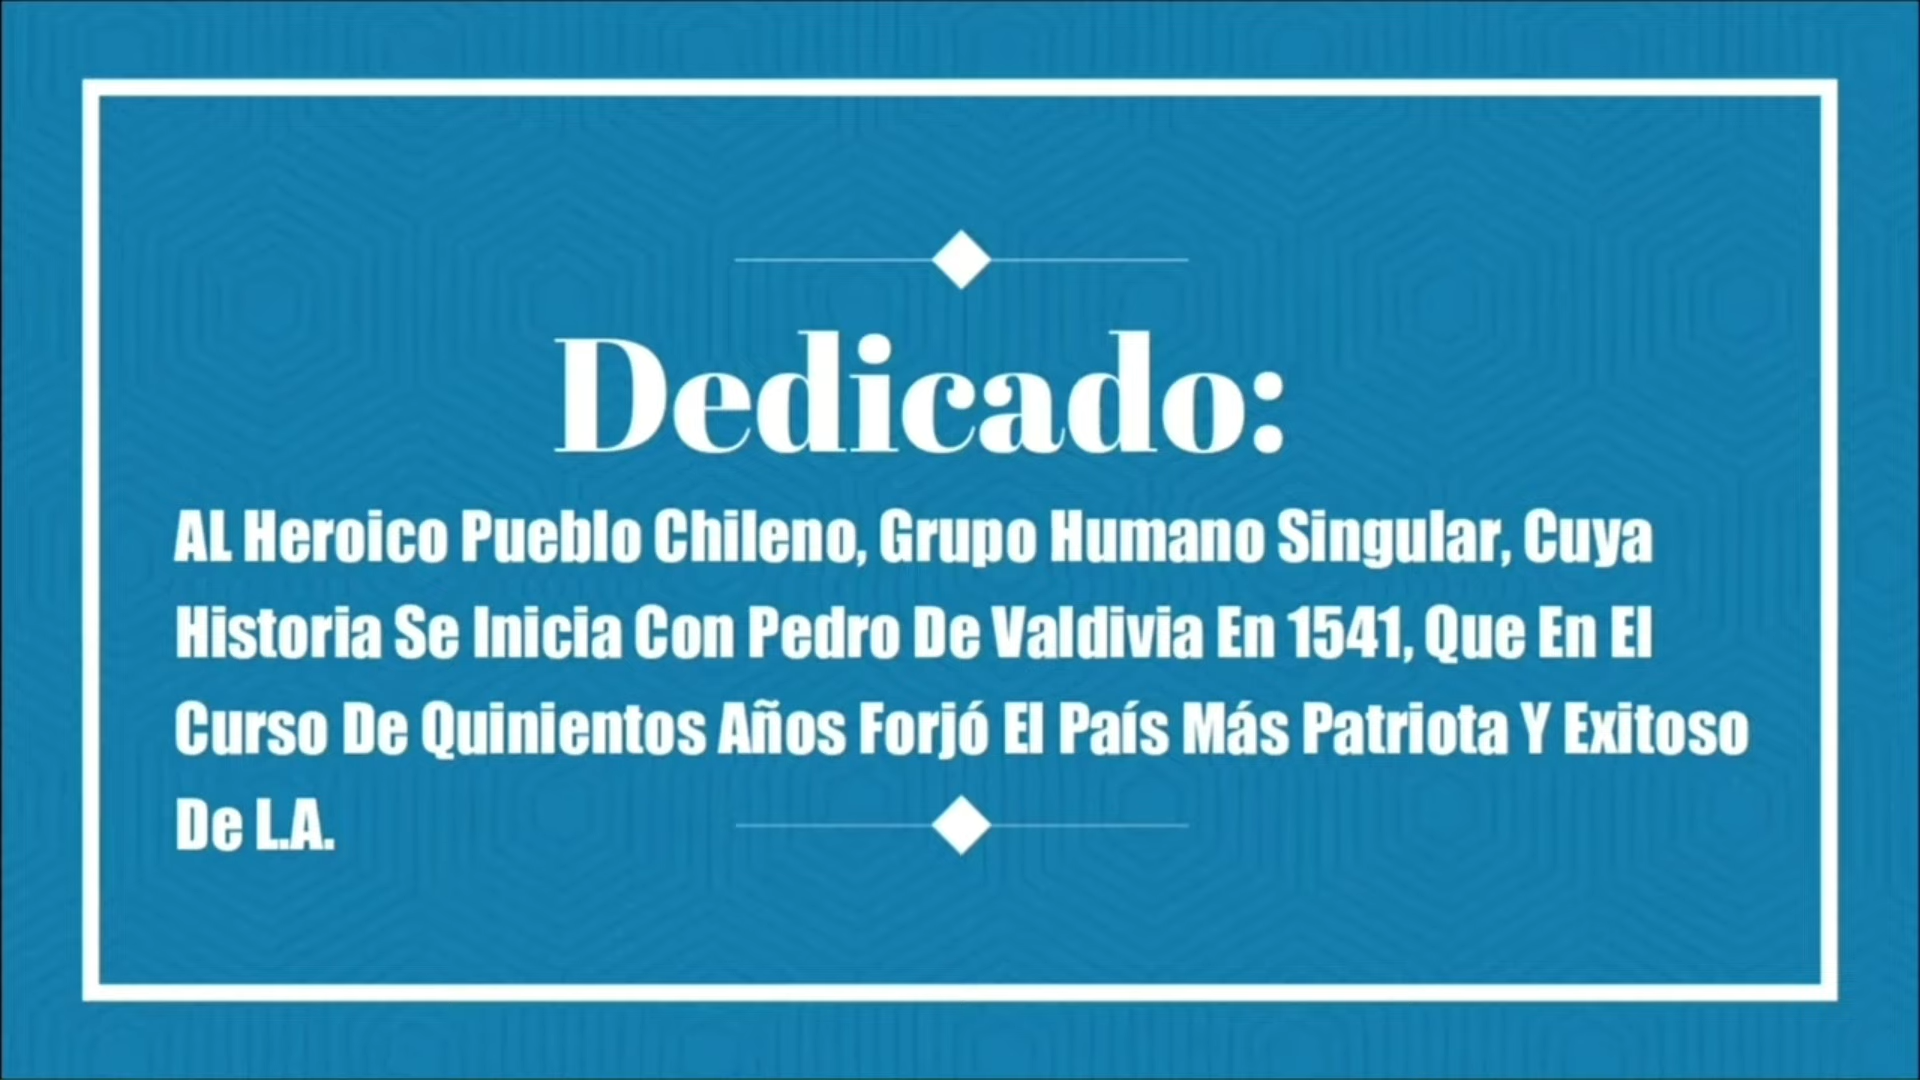 Dedicado:
AL Heroico Pueblo Chileno, Grupo Humano Singular, Cuya
Historia Se Inicia Con Pedro De Valdivia En 1541, Que En El
Curso De Quinientos Años Forjó El País Más Patriota Y Exitoso
De L.A.